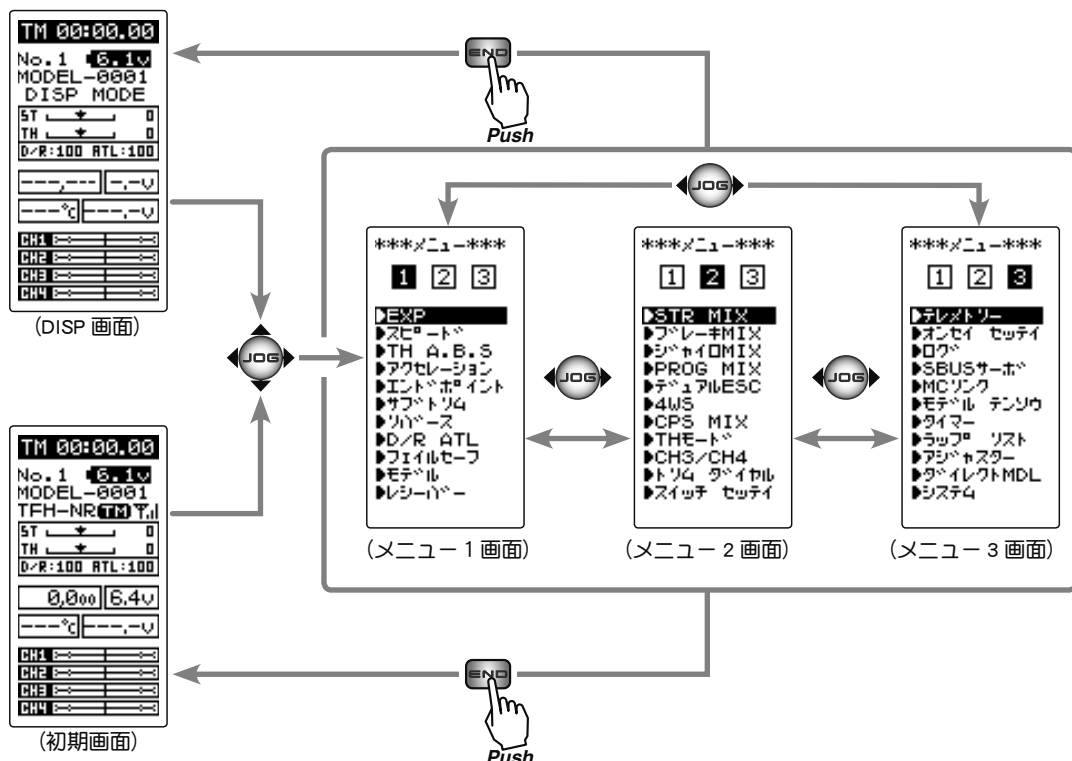 TM 00:00.00
No.1 6.1v
MODEL-0001
DISP MODE
ST 0
TH 0
D/R:100 ATL:100
---,--- -.-v
---℃ ---.-v
CH1
CH2
CH3
CH4
(DISP 画面)
TM 00:00.00
No.1 6.1v
MODEL-0001
TFH-NR TM
ST 0
TH 0
D/R:100 ATL:100
0,000 6.4v
---℃ ---.-v
CH1
CH2
CH3
CH4
(初期画面)
JOG
END
Push
JOG
***メニュー***
1 2 3
EXP
スピード
TH A.B.S
アクセレーション
エンドポイント
サブトリム
リバース
D/R ATL
フェイルセーフ
モデル
レシーバー
(メニュー 1 画面)
JOG
***メニュー***
1 2 3
STR MIX
ブレーキMIX
ジャイロMIX
PROG MIX
デュアルESC
4WS
CPS MIX
THモード
CH3/CH4
トリム ダイヤル
スイッチ セッテイ
(メニュー 2 画面)
JOG
***メニュー***
1 2 3
テレメトリー
オンセイ セッテイ
ログ
SBUSサーボ
MCリンク
モデル テンソウ
タイマー
ラップ リスト
アジャスター
ダイレクトMDL
システム
(メニュー 3 画面)
END
Push